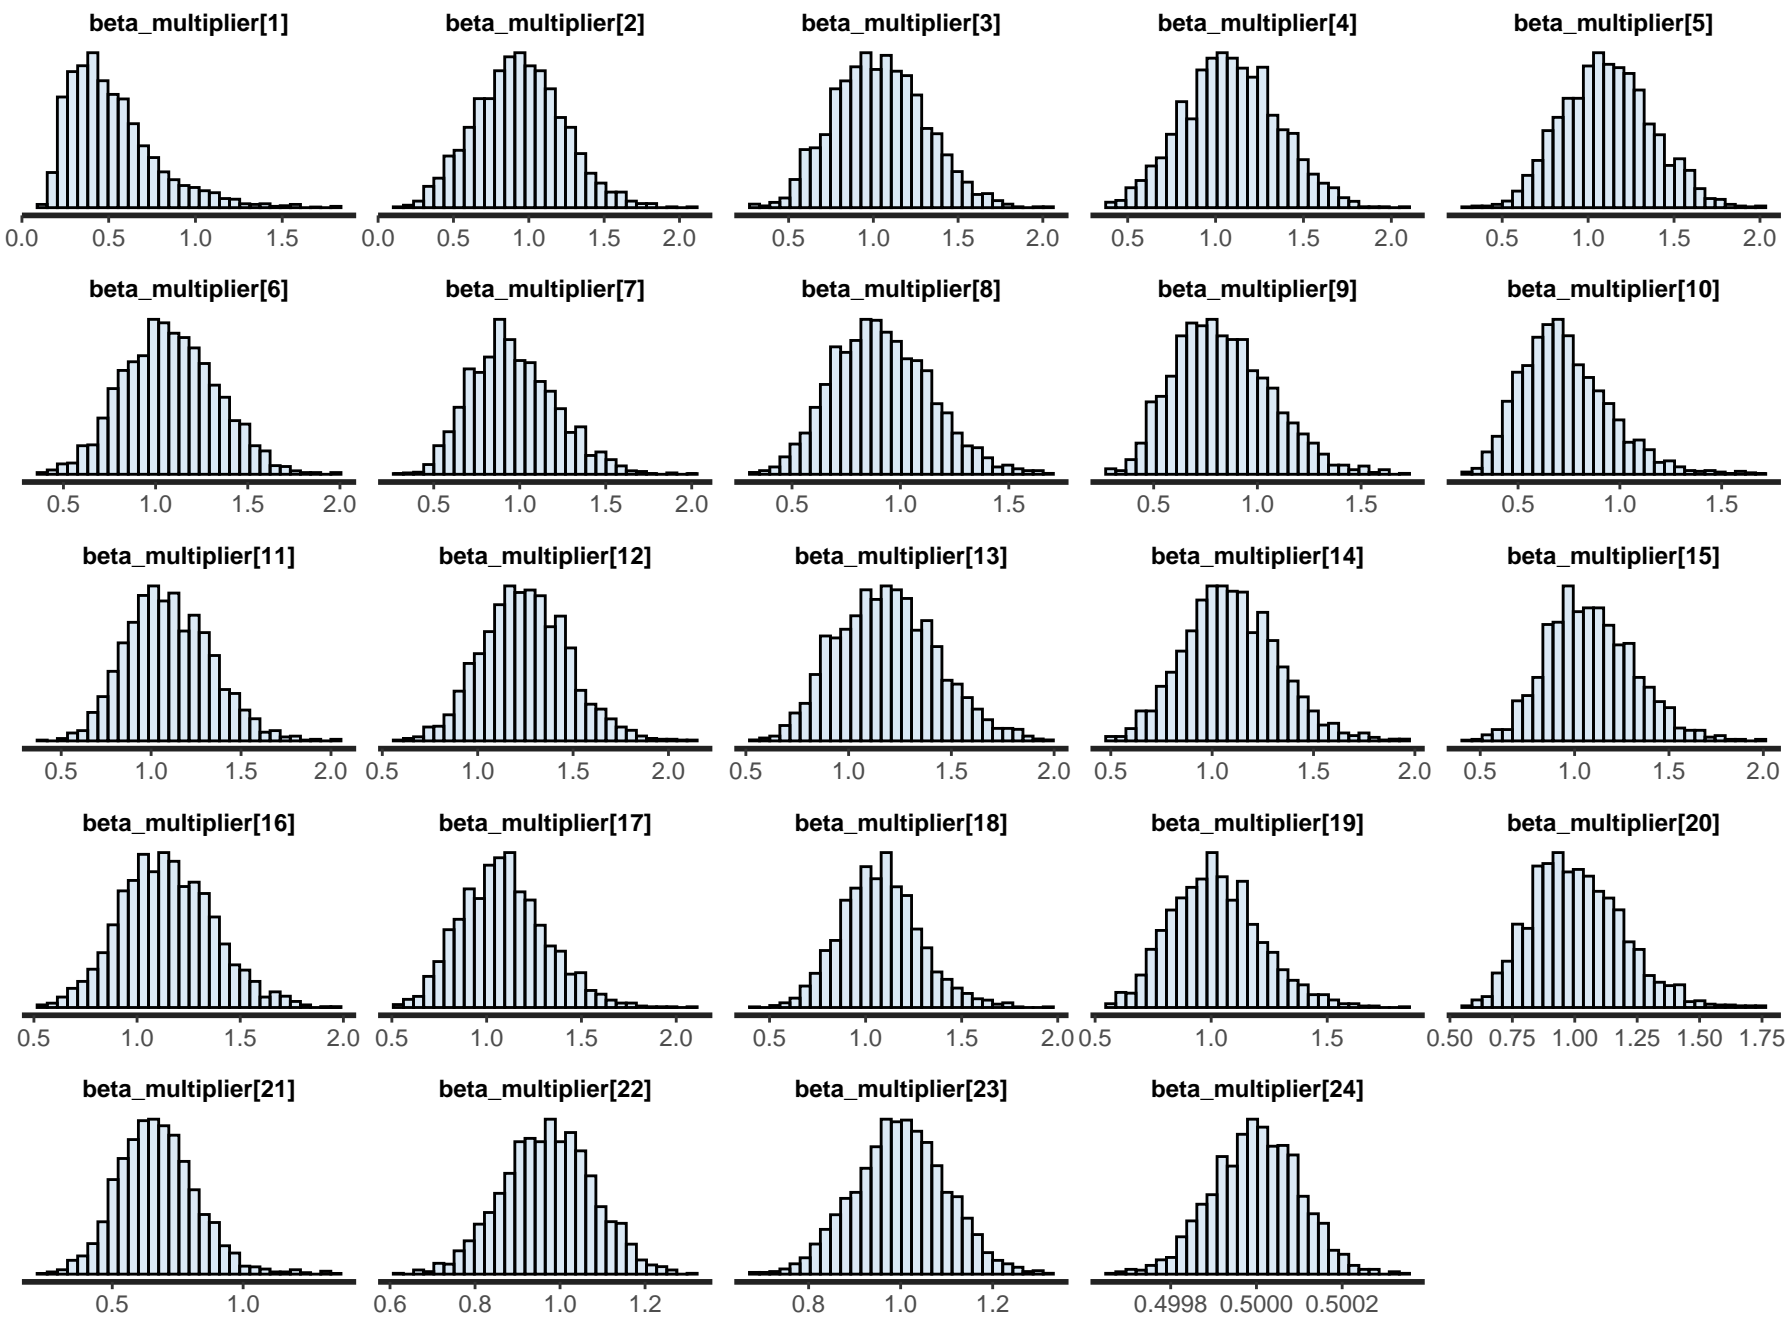 beta_multiplier[1] beta_multiplier[2] beta_multiplier[3] beta_multiplier[4] beta_multiplier[5]
0.0 0.5 1.0 1.5 0.0 0.5 1.0 1.5 2.0 0.5 1.0 1.5 2.0 0.5 1.0 1.5 2.0 0.5 1.0 1.5 2.0
beta_multiplier[6] beta_multiplier[7] beta_multiplier[8] beta_multiplier[9] beta_multiplier[10]
0.5 1.0 1.5 2.0 0.5 1.0 1.5 2.0 0.5 1.0 1.5 0.5 1.0 1.5 0.5 1.0 1.5
beta_multiplier[11] beta_multiplier[12] beta_multiplier[13] beta_multiplier[14] beta_multiplier[15]
0.5 1.0 1.5 2.0 0.5 1.0 1.5 2.0 0.5 1.0 1.5 2.0 0.5 1.0 1.5 2.0 0.5 1.0 1.5 2.0
beta_multiplier[16] beta_multiplier[17] beta_multiplier[18] beta_multiplier[19] beta_multiplier[20]
0.5 1.0 1.5 2.0 0.5 1.0 1.5 2.0 0.5 1.0 1.5 2.0 0.5 1.0 1.5 0.50 0.75 1.00 1.25 1.50 1.75
beta_multiplier[21] beta_multiplier[22] beta_multiplier[23] beta_multiplier[24]
0.5 1.0 0.6 0.8 1.0 1.2 0.8 1.0 1.2 0.4998 0.5000 0.5002